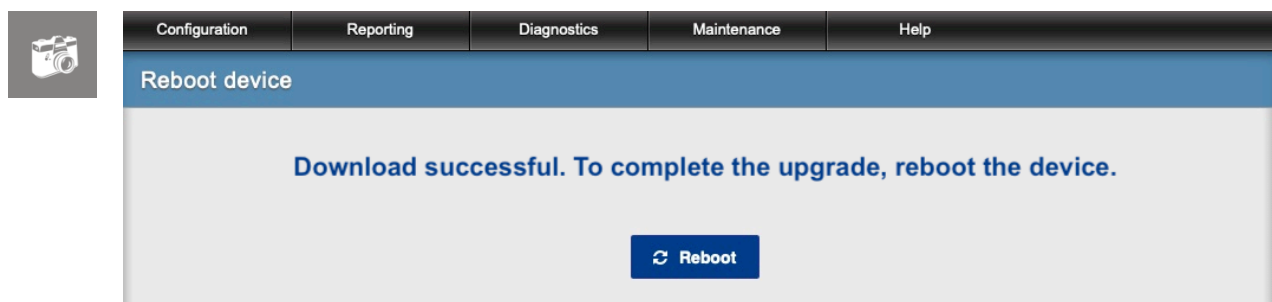 Configuration Reporting Diagnostics Maintenance Help
Reboot device
Download successful. To complete the upgrade, reboot the device.
Reboot